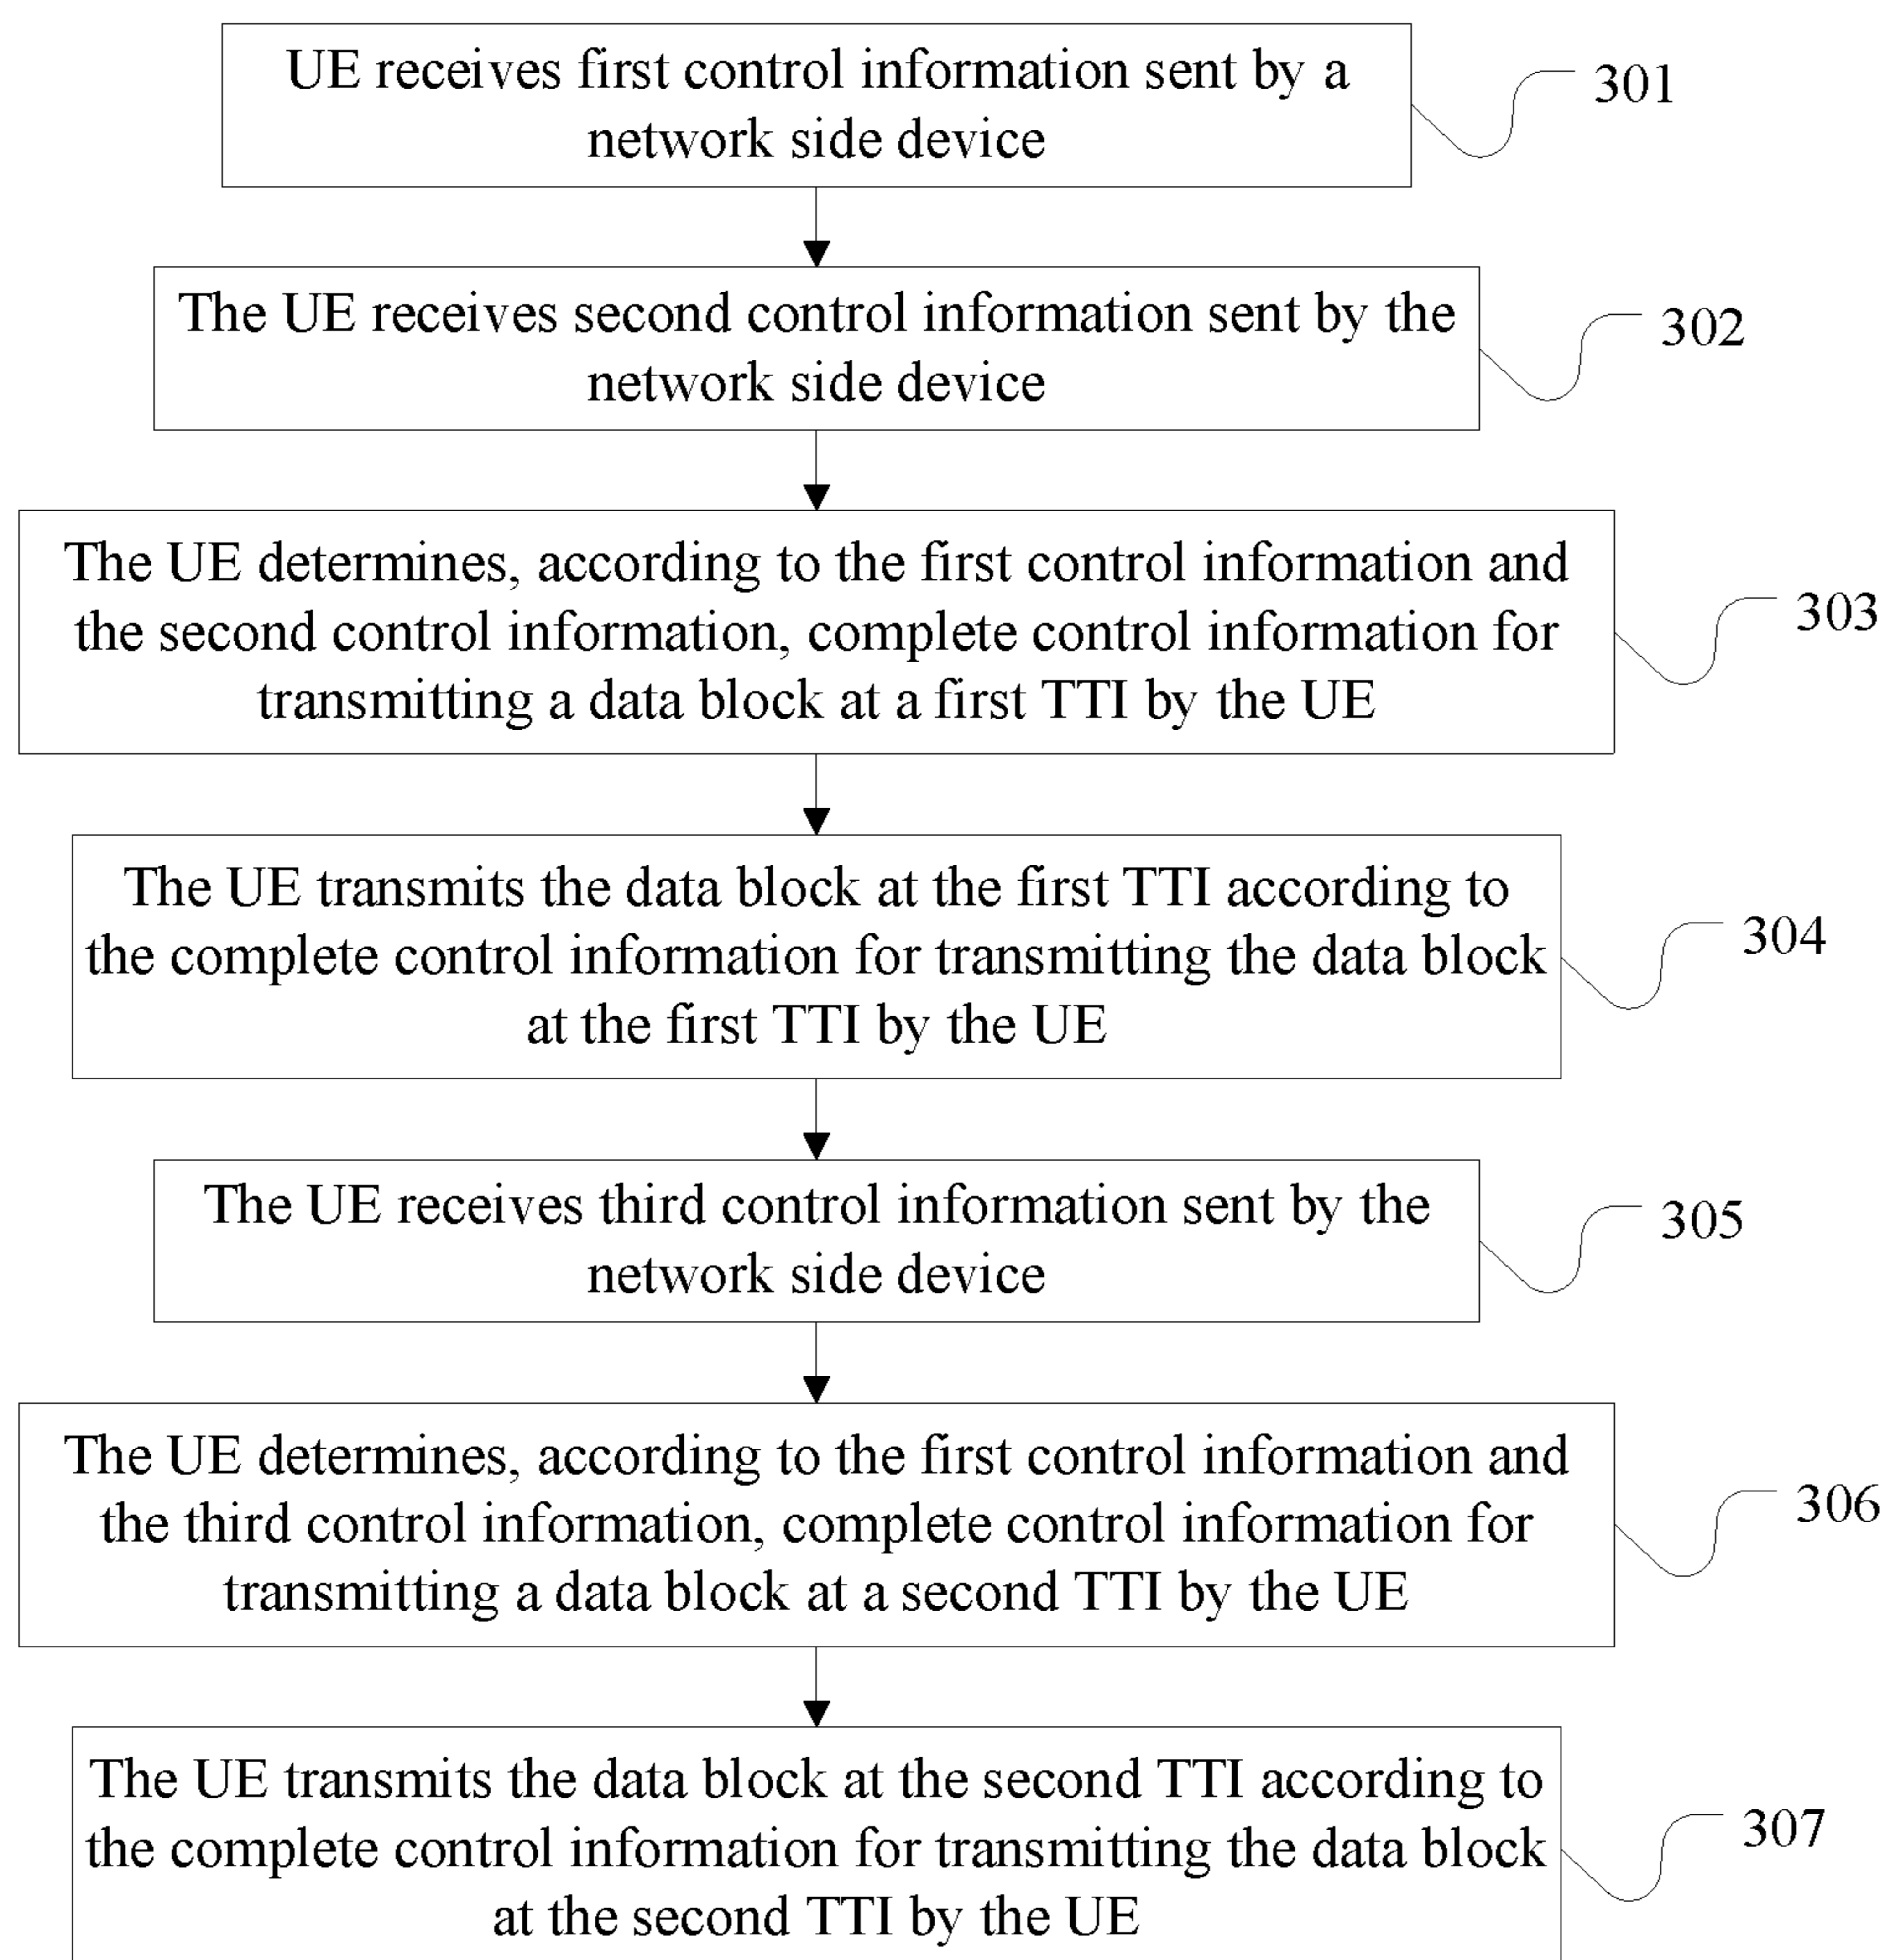 UE receives first control information sent by a
network side device
301
The UE receives second control information sent by the
network side device
302
The UE determines, according to the first control information and
the second control information, complete control information for
transmitting a data block at a first TTI by the UE
303
The UE transmits the data block at the first TTI according to
the complete control information for transmitting the data block
at the first TTI by the UE
304
The UE receives third control information sent by the
network side device
305
The UE determines, according to the first control information and
the third control information, complete control information for
transmitting a data block at a second TTI by the UE
306
The UE transmits the data block at the second TTI according to
the complete control information for transmitting the data block
at the second TTI by the UE
307